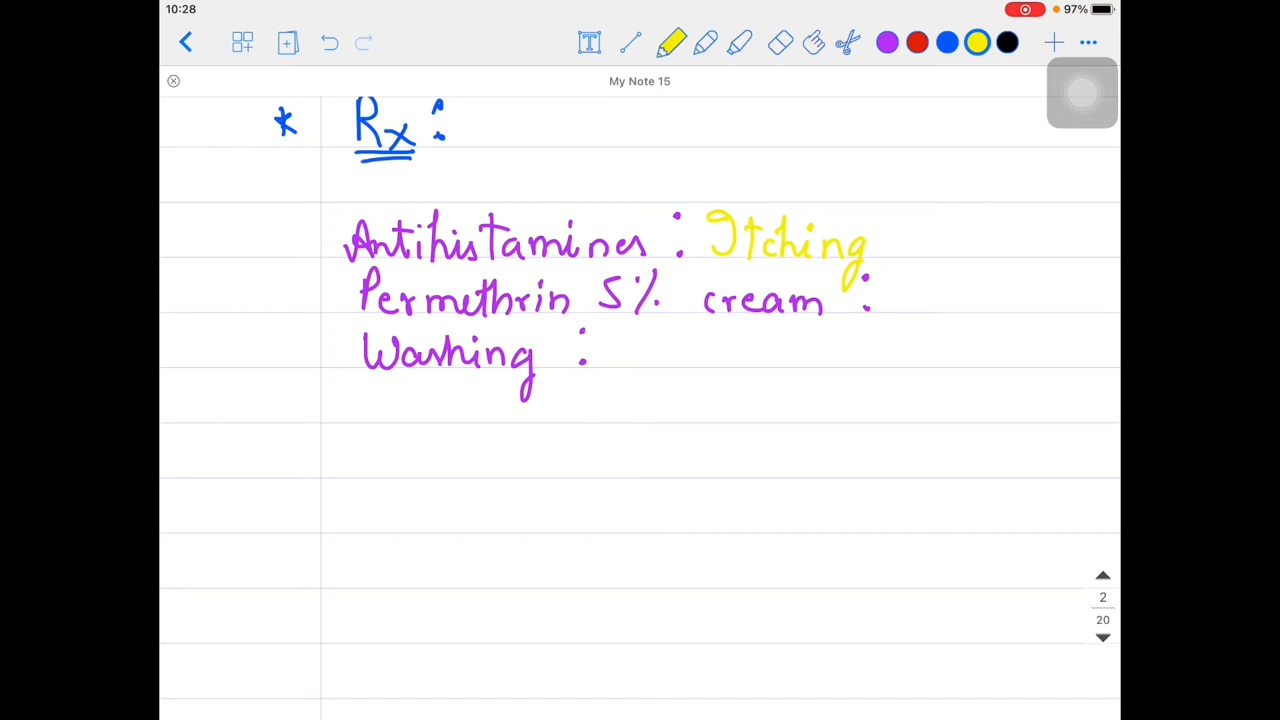 10:28
97%
My Note 15
* Rx:
Antihistamines : Itching
Permethrin 5% cream :
Washing :
2
20